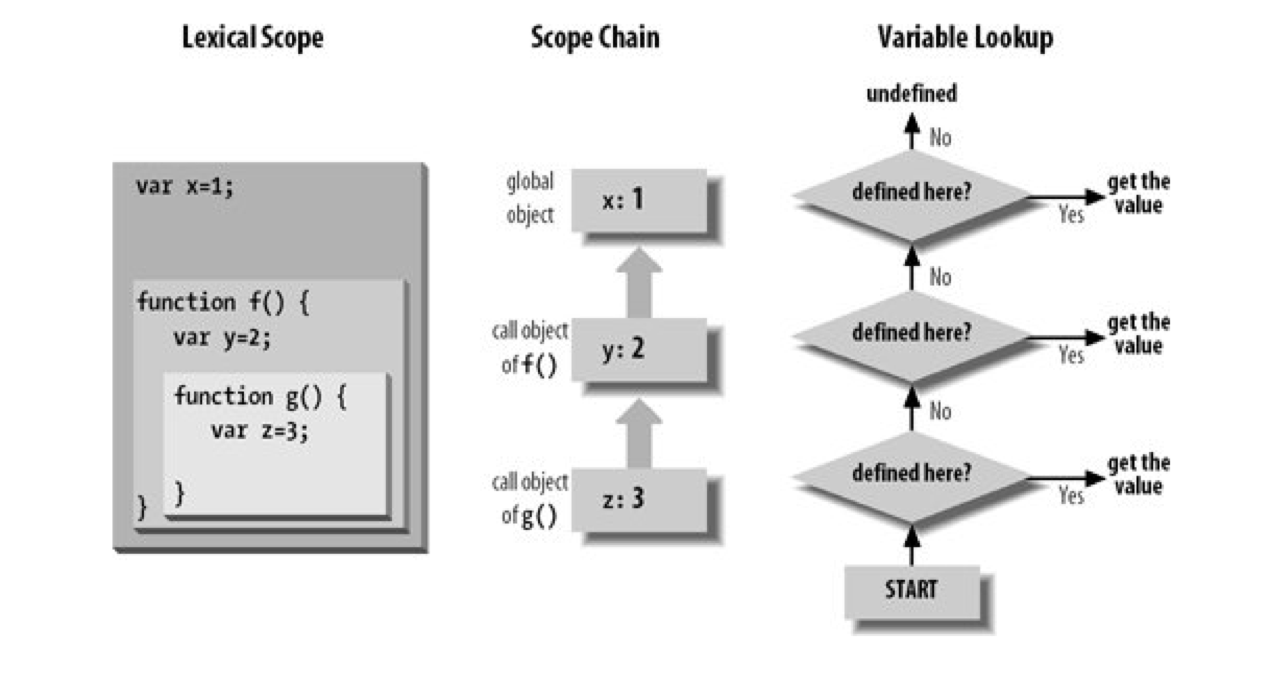 Lexical Scope
var x=1;
function f() {
var y=2;
function g() {
var z=3;
}
}
Scope Chain
global
object
x: 1
call object
of f()
y: 2
call object
of g()
z: 3
Variable Lookup
undefined
No
defined here?
Yes
get the
value
No
defined here?
Yes
get the
value
No
defined here?
Yes
get the
value
START